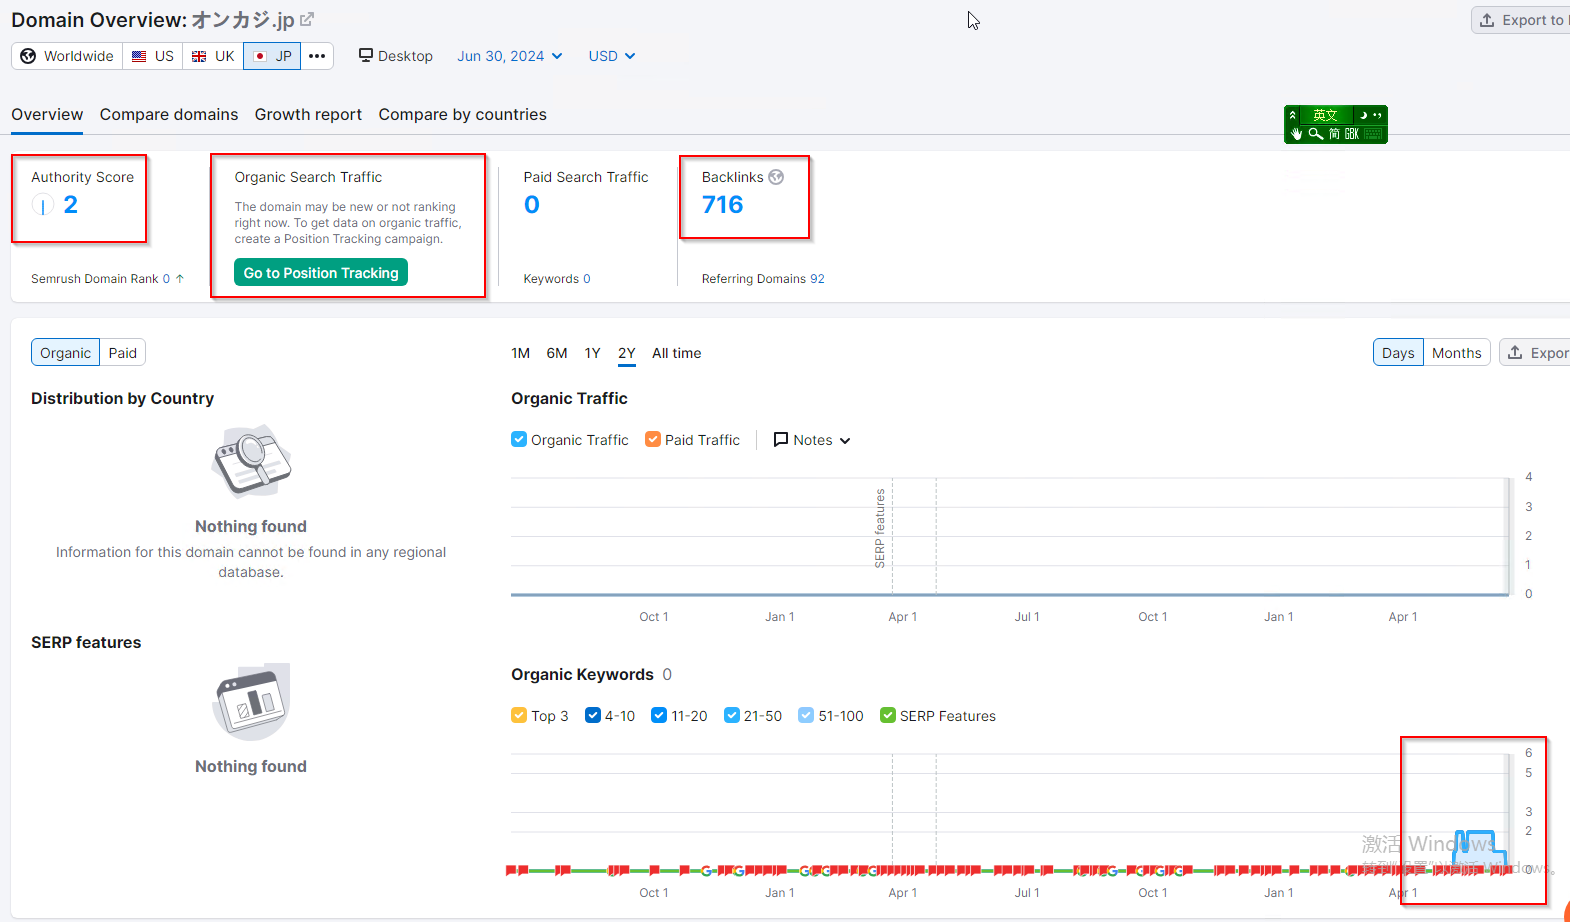 Domain Overview: オンカジ.jp
Export to
Worldwide US UK JP ••• Desktop Jun 30, 2024 USD
Overview Compare domains Growth report Compare by countries
英文
简 GBK
Authority Score
2
Semrush Domain Rank 0 ↑
Organic Search Traffic
The domain may be new or not ranking
right now. To get data on organic traffic,
create a Position Tracking campaign.
Go to Position Tracking
Paid Search Traffic
0
Keywords 0
Backlinks
716
Referring Domains 92
Organic Paid
Distribution by Country
Nothing found
Information for this domain cannot be found in any regional
database.
SERP features
Nothing found
1M 6M 1Y 2Y All time
Days Months
Expor
Organic Traffic
Organic Traffic Paid Traffic Notes
SERP features
4
3
2
1
0
Oct 1 Jan 1 Apr 1 Jul 1 Oct 1 Jan 1 Apr 1
Organic Keywords 0
Top 3 4-10 11-20 21-50 51-100 SERP Features
6
5
3
2
0
激活 Windows
转到"设置"以激活 Windows。
Oct 1 Jan 1 Apr 1 Jul 1 Oct 1 Jan 1 Apr 1